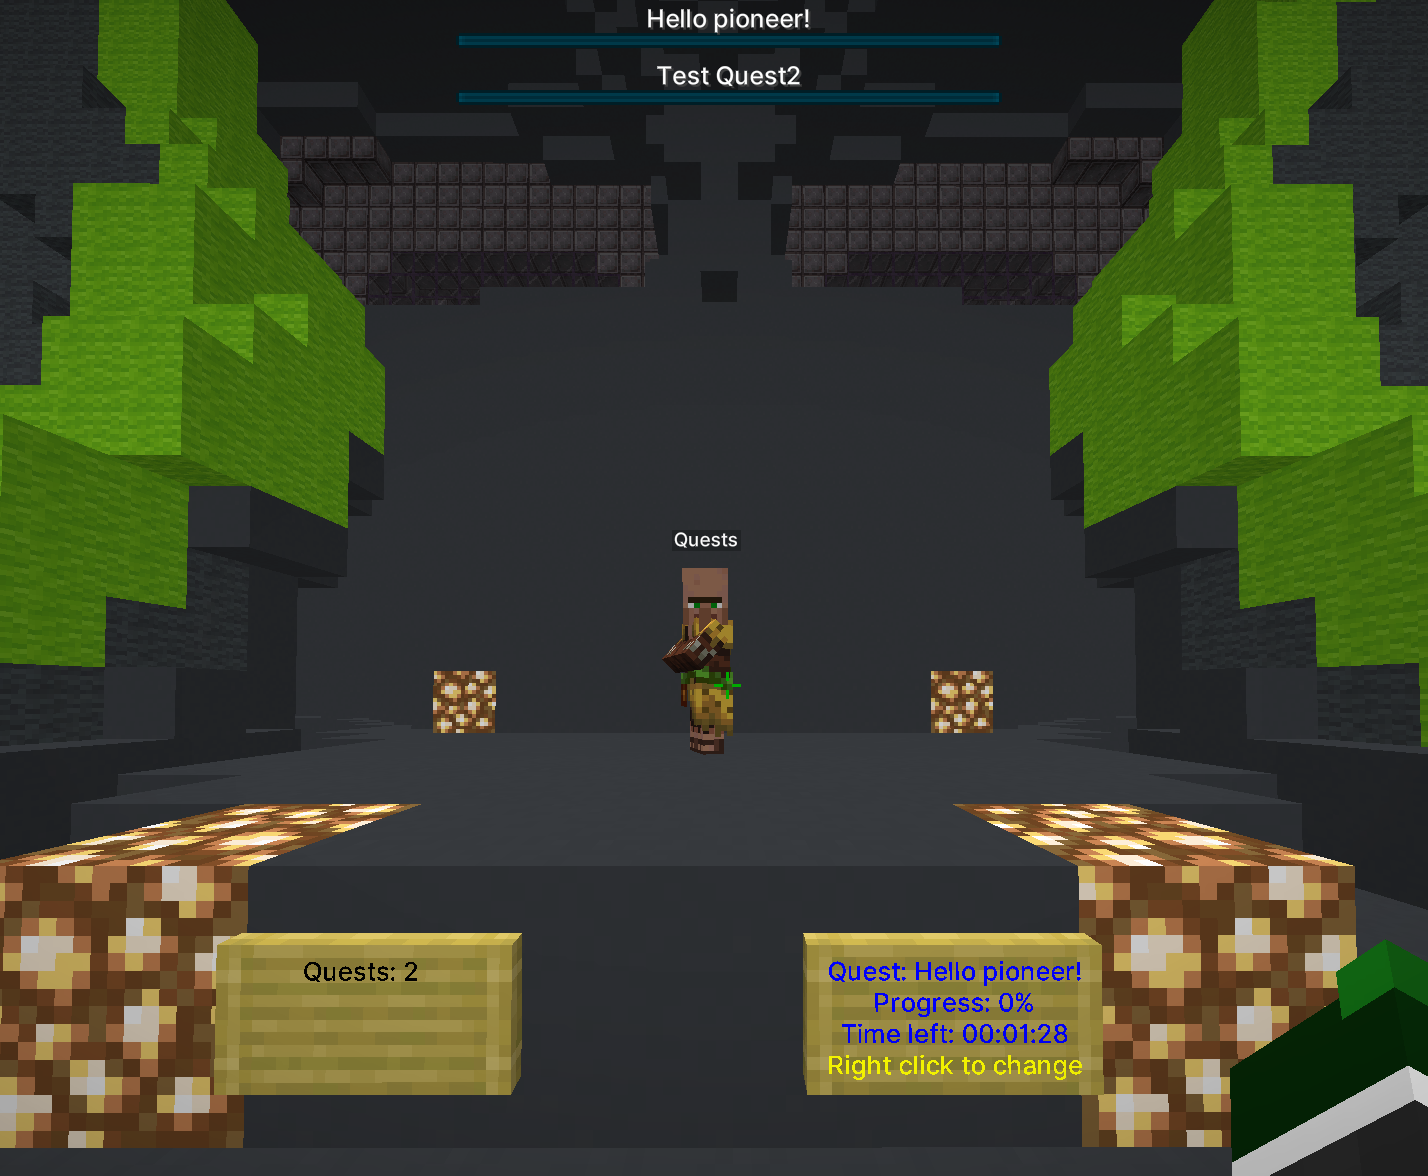 Hello pioneer!
Test Quest2
Quests
Quests: 2
Quest: Hello pioneer!
Progress: 0%
Time left: 00:01:28
Right click to change